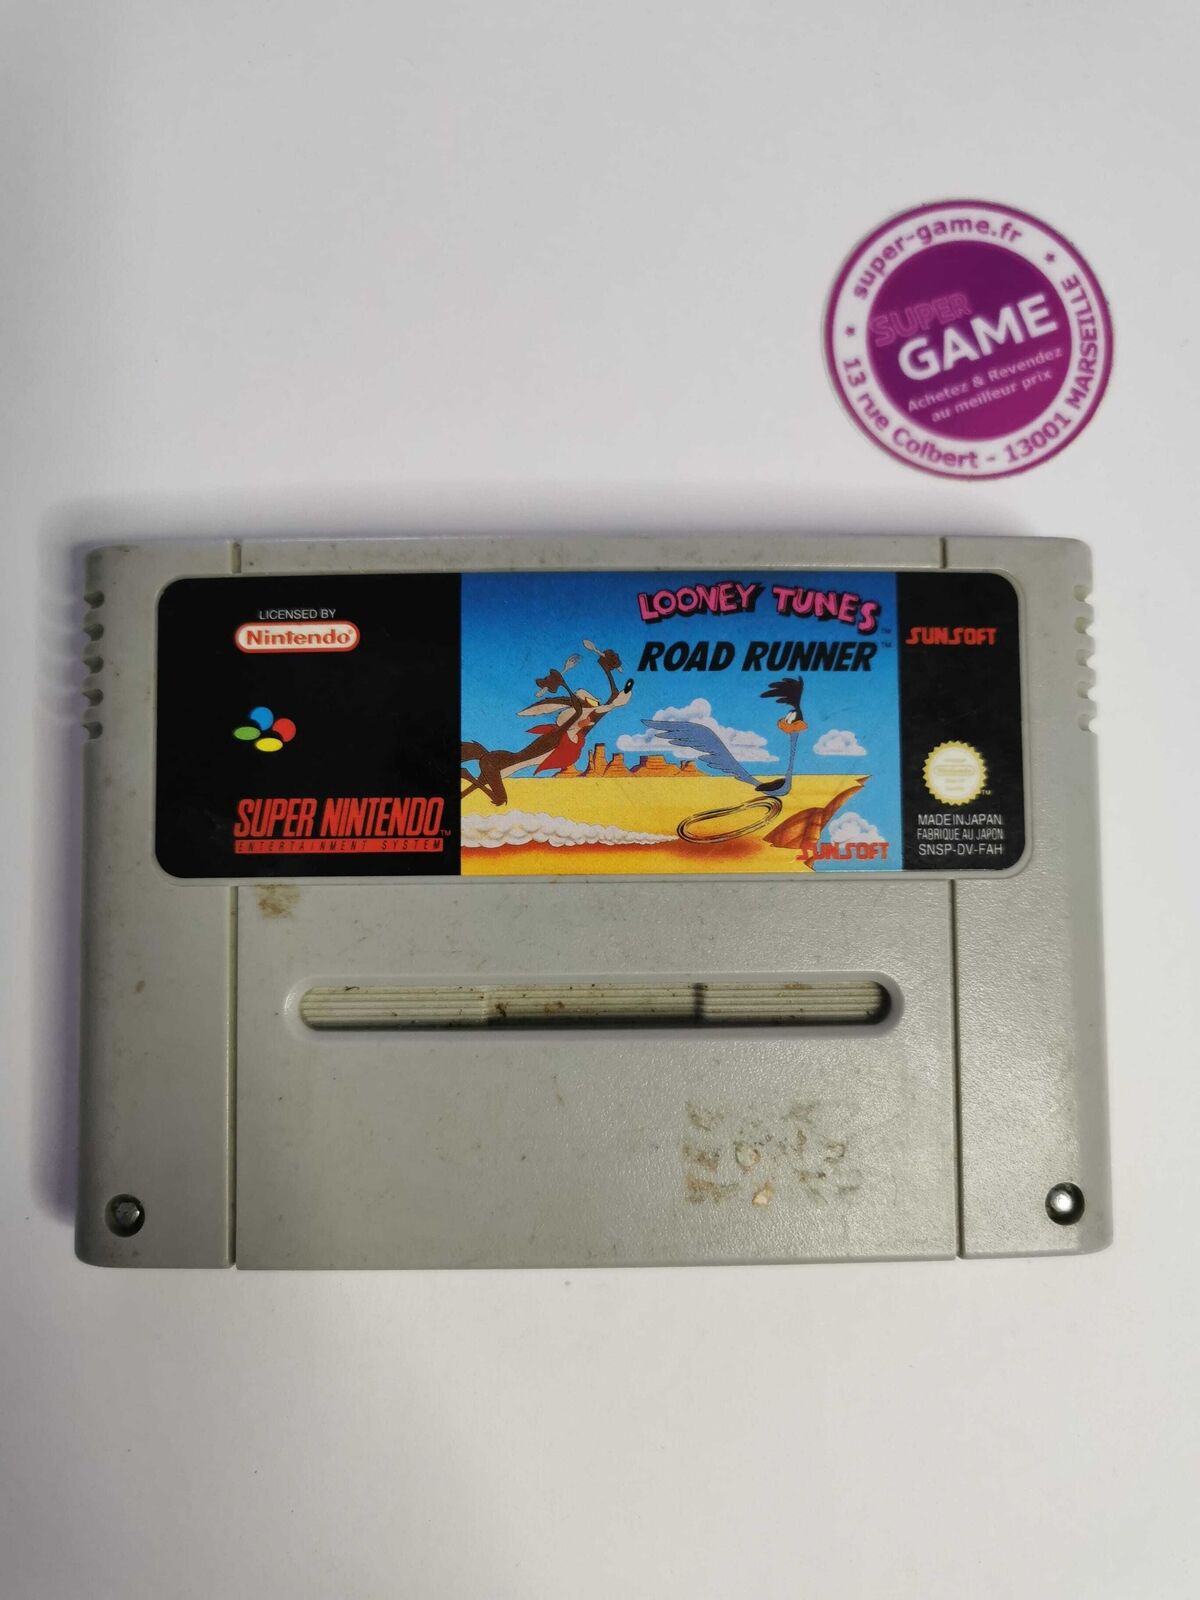 super-game.fr
SUPER
GAME
Achetez & Revendez
au meilleur prix
13 rue Colbert - 13001 MARSEILLE
LICENSED BY
Nintendo
SUPER NINTENDO
ENTERTAINMENT SYSTEM
LOONEY TUNES
ROAD RUNNER
SUNSOFT
SUNSOFT
MADE IN JAPAN
FABRIQUE AU JAPON
SNSP-DV-FAH